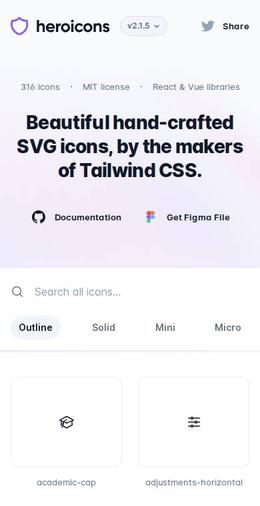 heroicons
v2.1.5
Share
316 icons · MIT license · React & Vue libraries
Beautiful hand-crafted
SVG icons, by the makers
of Tailwind CSS.
Documentation
Get Figma File
Search all icons...
Outline
Solid
Mini
Micro
academic-cap
adjustments-horizontal